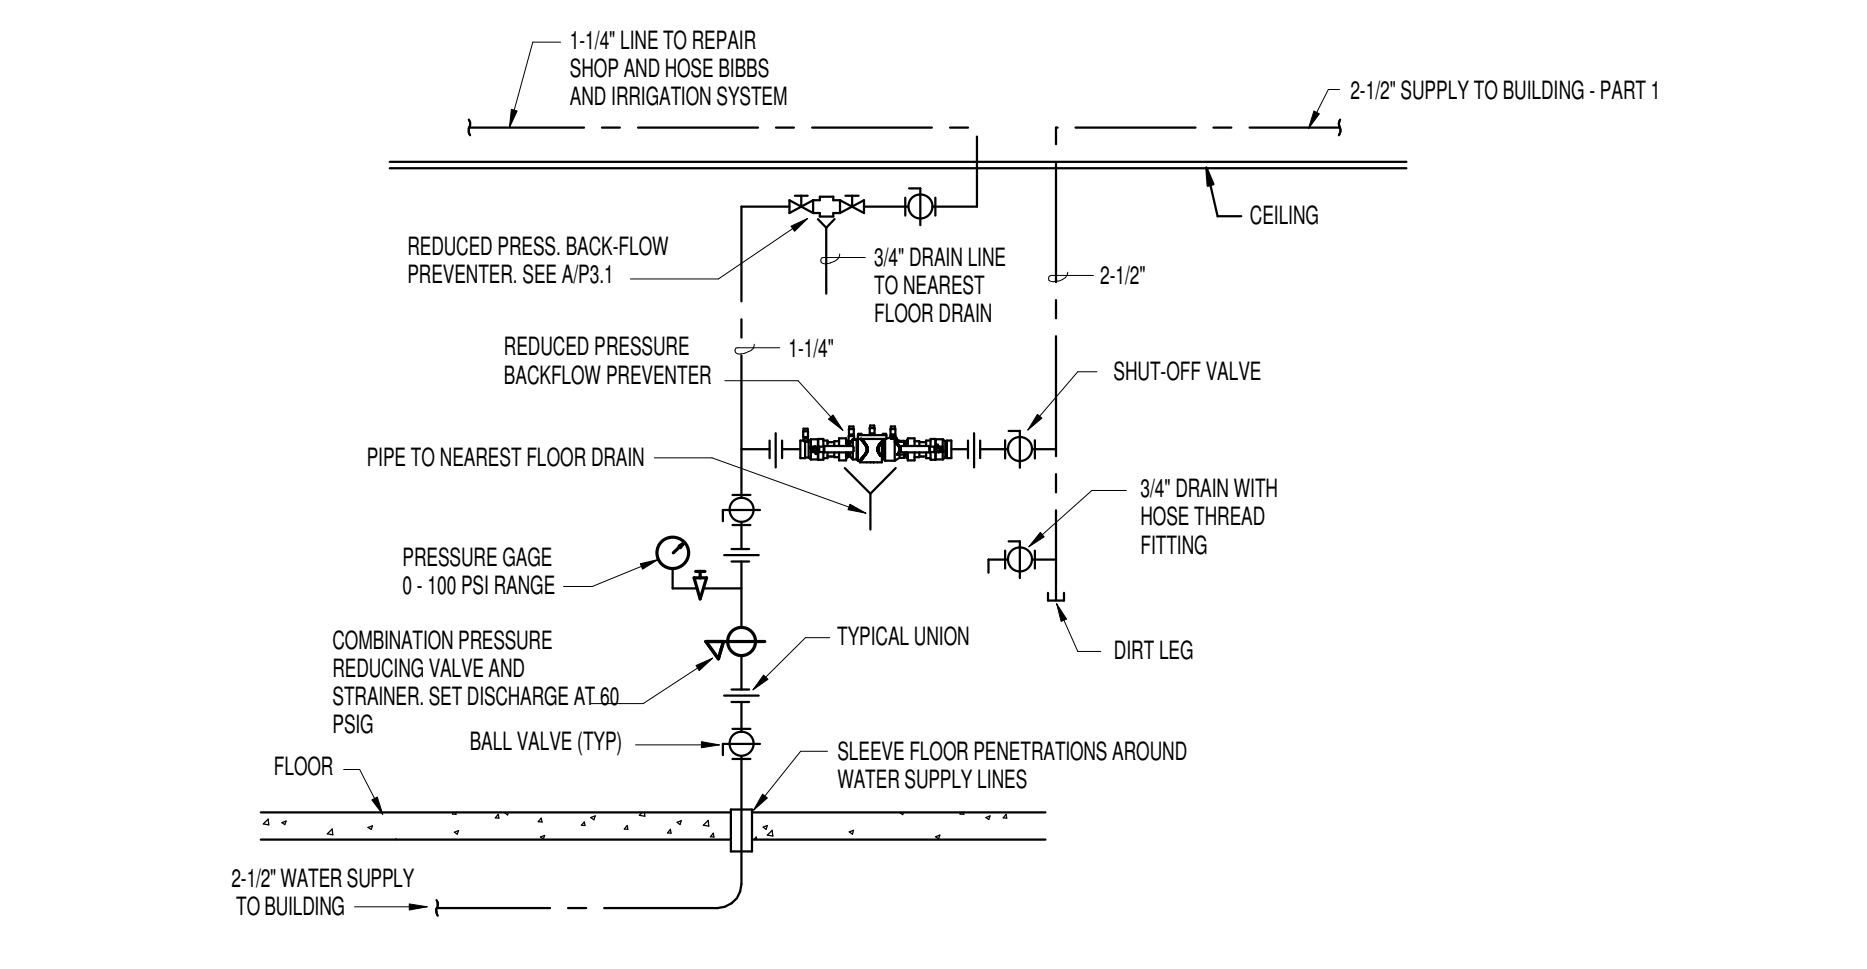 1-1/4" LINE TO REPAIR
SHOP AND HOSE BIBBS
AND IRRIGATION SYSTEM
2-1/2" SUPPLY TO BUILDING - PART 1
CEILING
REDUCED PRESS. BACK-FLOW
PREVENTER. SEE A/P3.1
3/4" DRAIN LINE
TO NEAREST
FLOOR DRAIN
2-1/2"
REDUCED PRESSURE
BACKFLOW PREVENTER
1-1/4"
SHUT-OFF VALVE
PIPE TO NEAREST FLOOR DRAIN
3/4" DRAIN WITH
HOSE THREAD
FITTING
PRESSURE GAGE
0 - 100 PSI RANGE
COMBINATION PRESSURE
REDUCING VALVE AND
STRAINER. SET DISCHARGE AT 60
PSIG
TYPICAL UNION
DIRT LEG
BALL VALVE (TYP)
SLEEVE FLOOR PENETRATIONS AROUND
WATER SUPPLY LINES
FLOOR
2-1/2" WATER SUPPLY
TO BUILDING